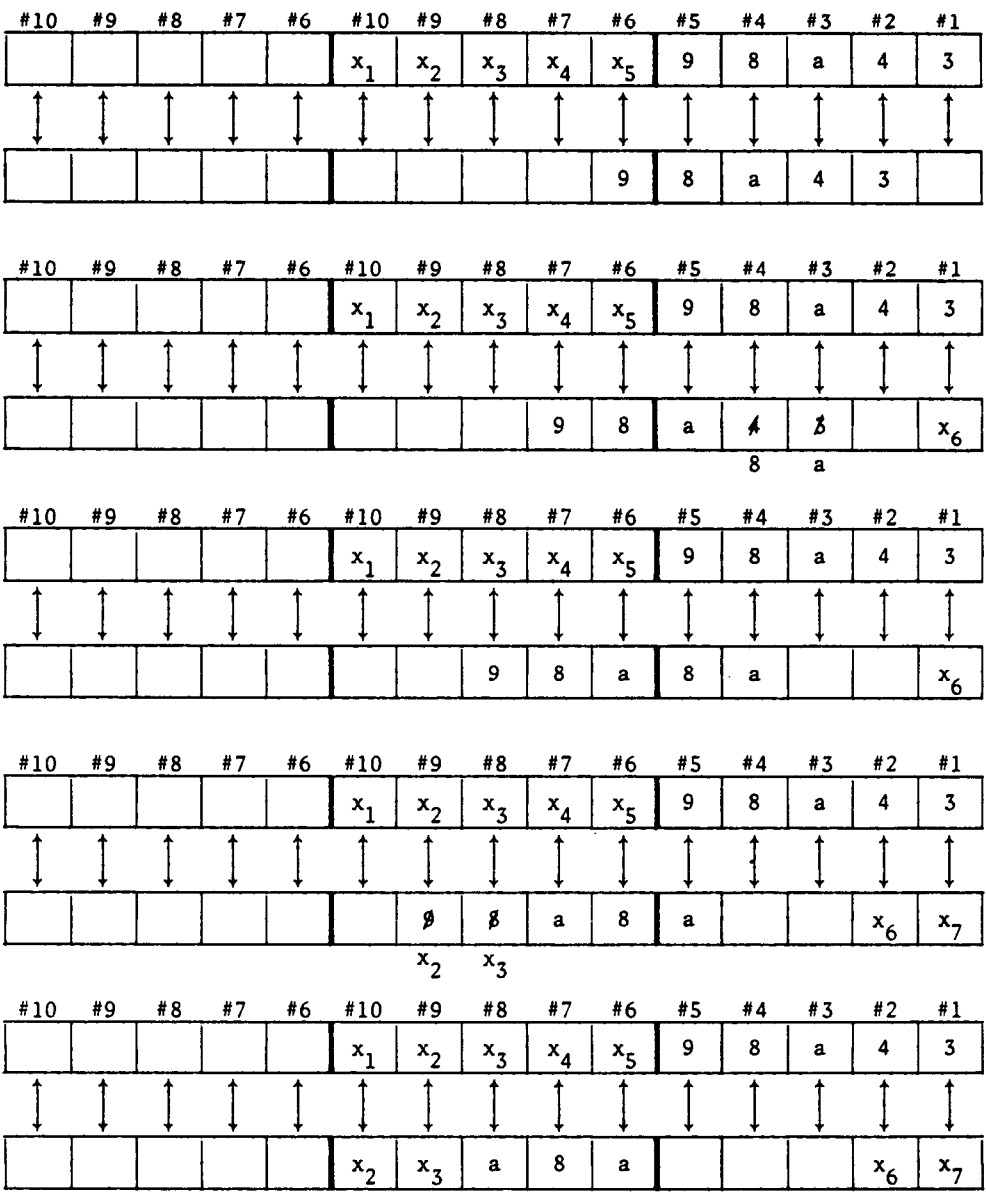 #10 #9 #8 #7 #6 #10 #9 #8 #7 #6 #5 #4 #3 #2 #1
x1 x2 x3 x4 x5 9 8 a 4 3
9 8 a 4 3
#10 #9 #8 #7 #6 #10 #9 #8 #7 #6 #5 #4 #3 #2 #1
x1 x2 x3 x4 x5 9 8 a 4 3
9 8 a 4 3 x6
8 a
#10 #9 #8 #7 #6 #10 #9 #8 #7 #6 #5 #4 #3 #2 #1
x1 x2 x3 x4 x5 9 8 a 4 3
9 8 a 8 a x6
#10 #9 #8 #7 #6 #10 #9 #8 #7 #6 #5 #4 #3 #2 #1
x1 x2 x3 x4 x5 9 8 a 4 3
9 8 a 8 a x6 x7
x2 x3
#10 #9 #8 #7 #6 #10 #9 #8 #7 #6 #5 #4 #3 #2 #1
x1 x2 x3 x4 x5 9 8 a 4 3
x2 x3 a 8 a x6 x7